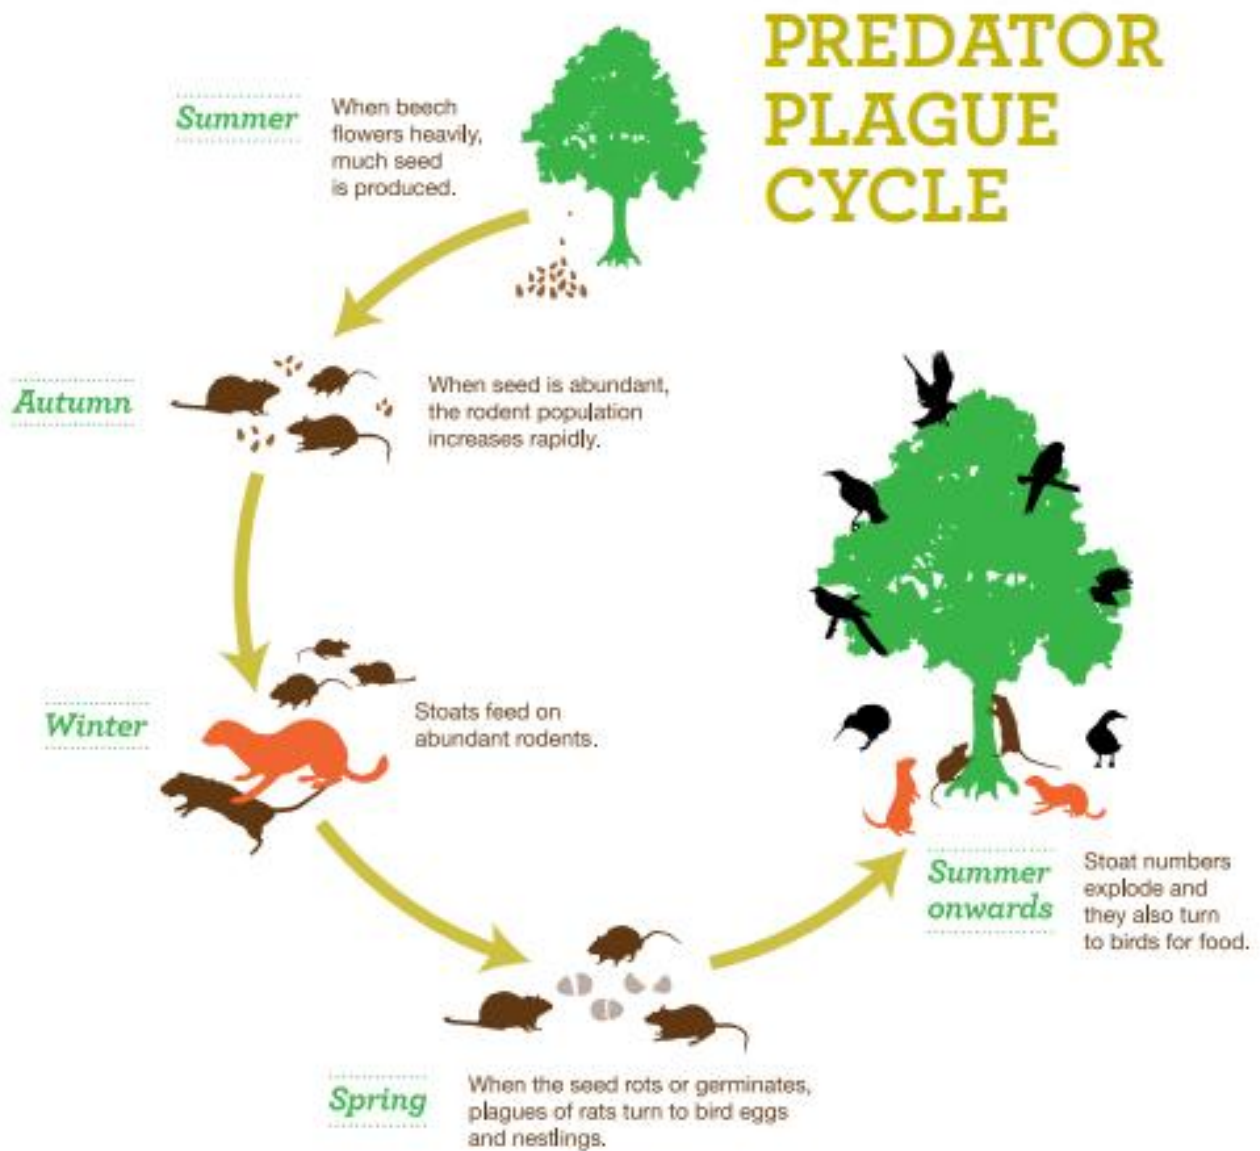 PREDATOR
PLAGUE
CYCLE
Summer
When beech
flowers heavily,
much seed
is produced.
Autumn
When seed is abundant,
the rodent population
increases rapidly.
Winter
Stoats feed on
abundant rodents.
Spring
When the seed rots or germinates,
plagues of rats turn to bird eggs
and nestlings.
Summer
onwards
Stoat numbers
explode and
they also turn
to birds for food.